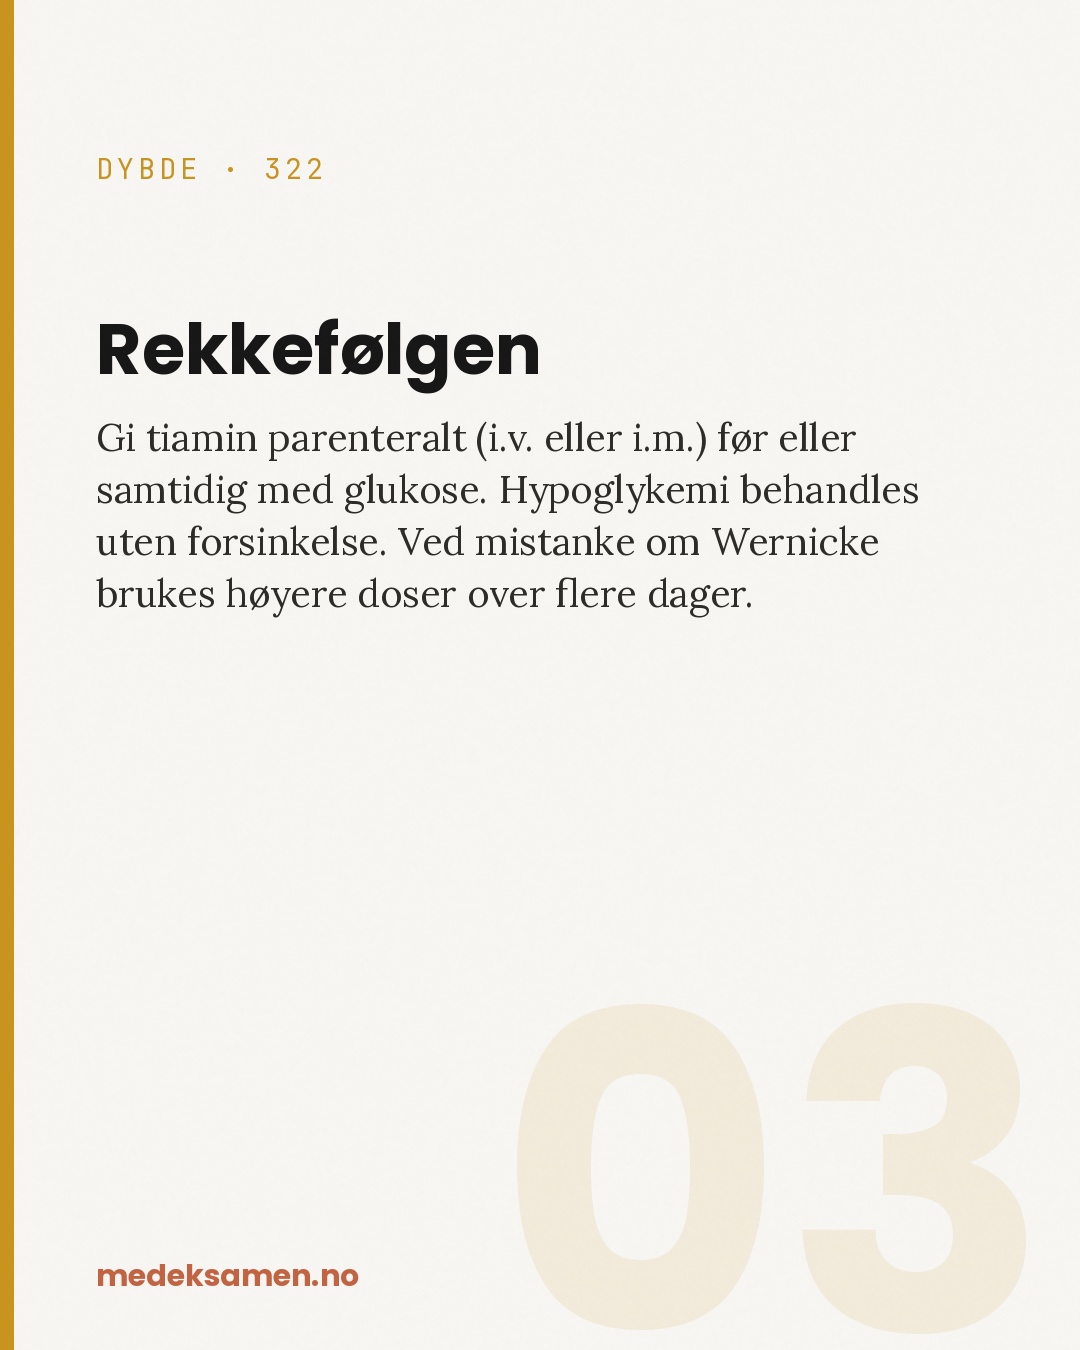 DYBDE · 322
Rekkefølgen
Gi tiamin parenteralt (i.v. eller i.m.) før eller
samtidig med glukose. Hypoglykemi behandles
uten forsinkelse. Ved mistanke om Wernicke
brukes høyere doser over flere dager.
03
medeksamen.no